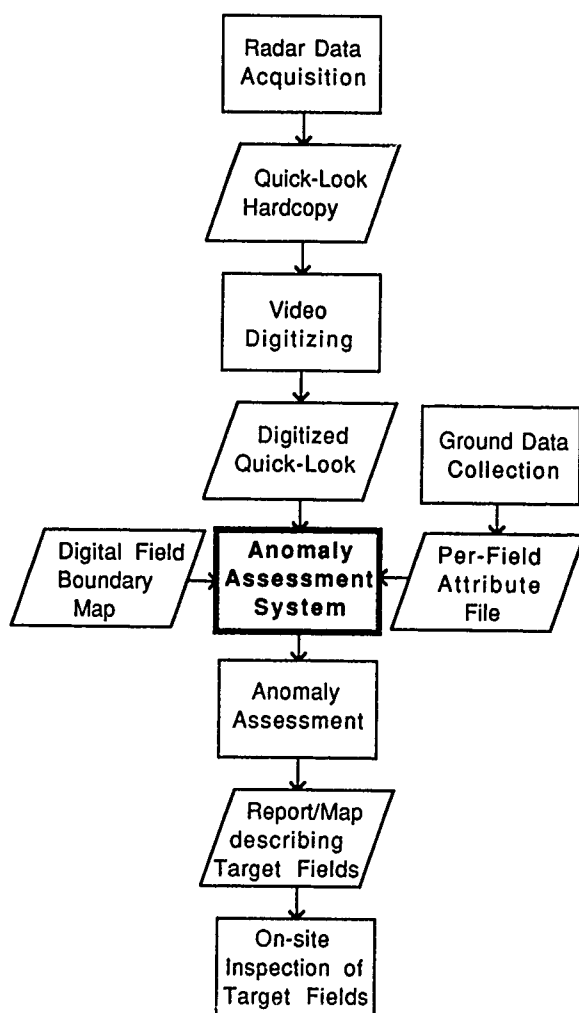 Radar Data
Acquisition
Quick-Look
Hardcopy
Video
Digitizing
Digitized
Quick-Look
Ground Data
Collection
Digital Field
Boundary
Map
Anomaly
Assessment
System
Per-Field
Attribute
File
Anomaly
Assessment
Report/Map
describing
Target Fields
On-site
Inspection of
Target Fields